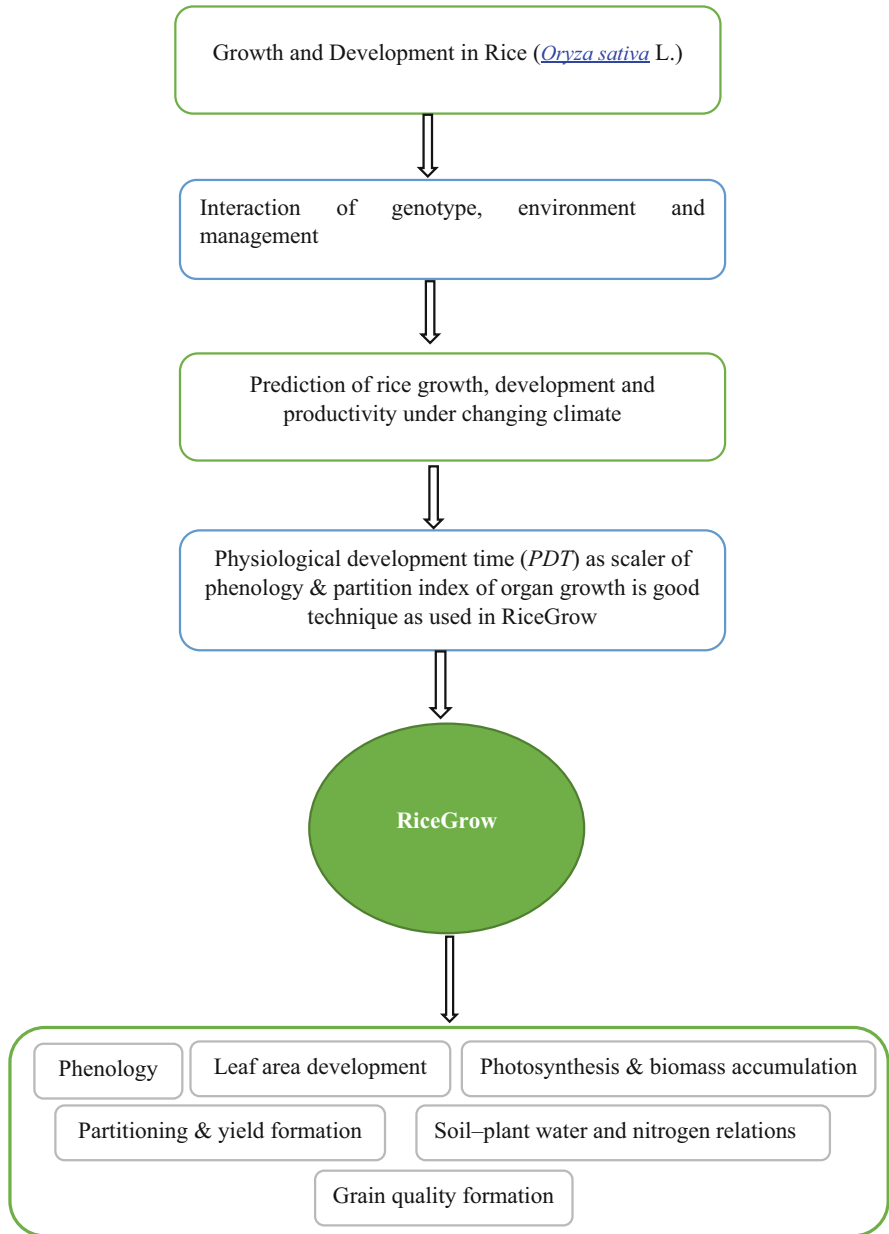 Growth and Development in Rice (Oryza sativa L.)
Interaction of genotype, environment and
management
Prediction of rice growth, development and
productivity under changing climate
Physiological development time (PDT) as scaler of
phenology & partition index of organ growth is good
technique as used in RiceGrow
RiceGrow
Phenology
Leaf area development
Photosynthesis & biomass accumulation
Partitioning & yield formation
Soil–plant water and nitrogen relations
Grain quality formation